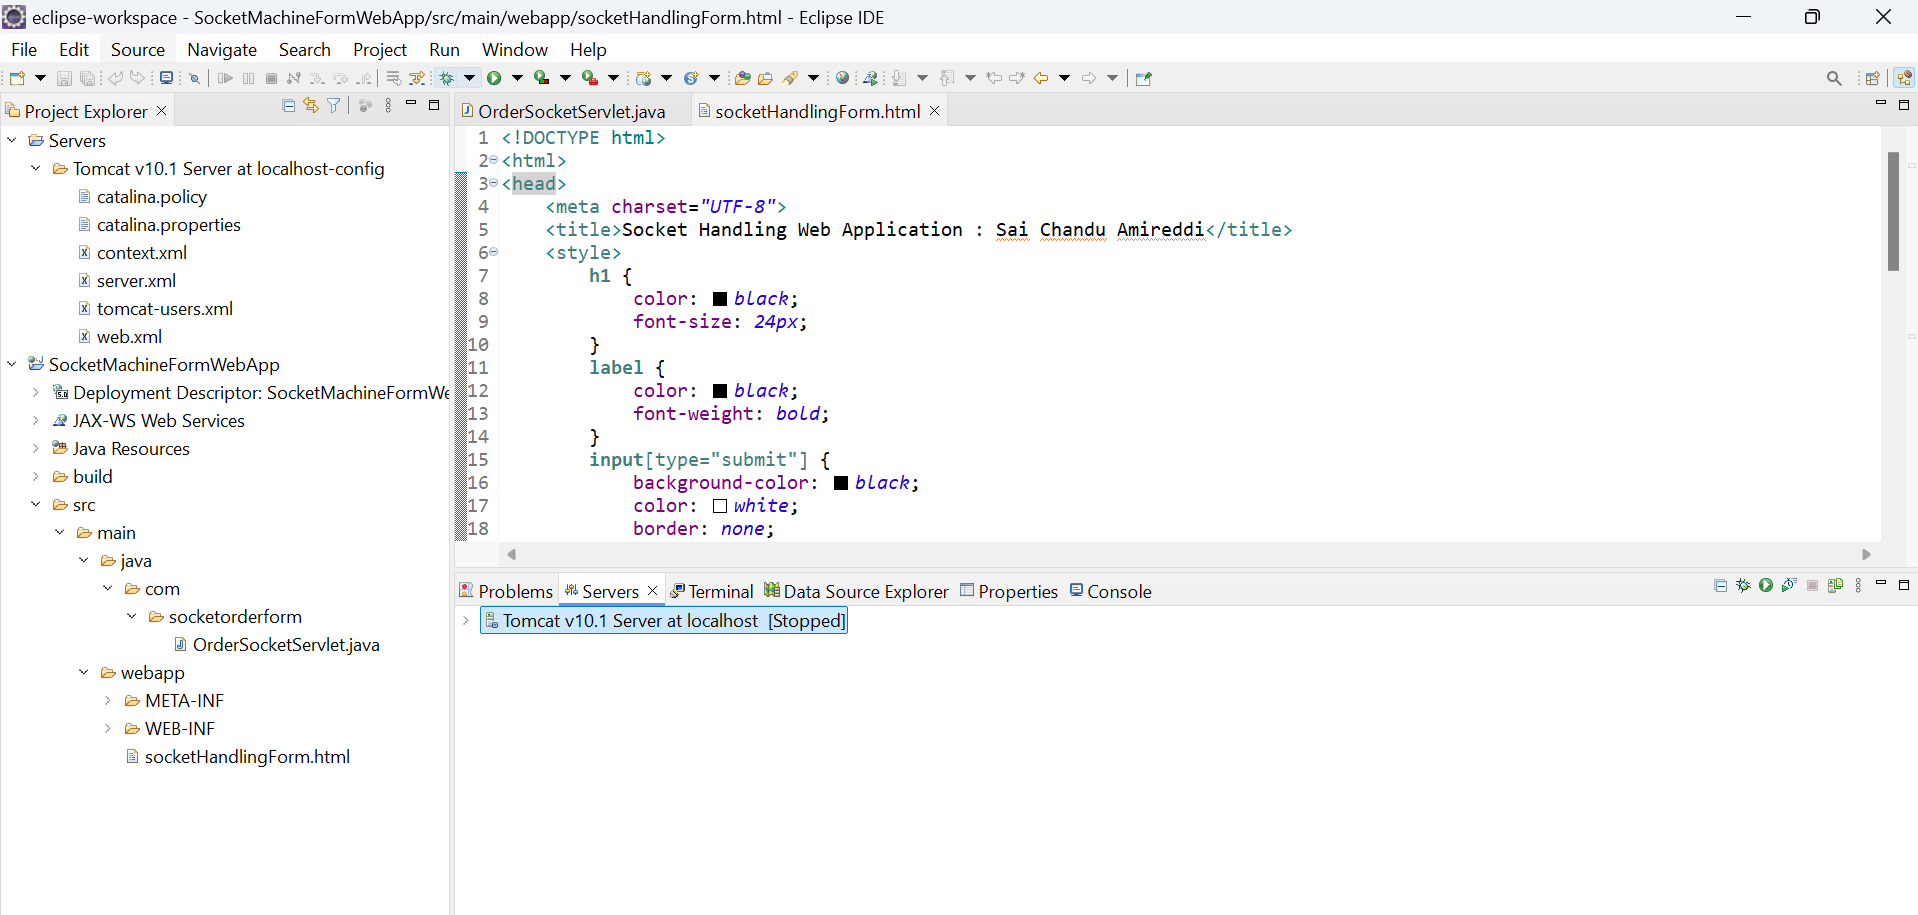 eclipse-workspace - SocketMachineFormWebApp/src/main/webapp/socketHandlingForm.html - Eclipse IDE
File Edit Source Navigate Search Project Run Window Help
Project Explorer
Servers
Tomcat v10.1 Server at localhost-config
catalina.policy
catalina.properties
context.xml
server.xml
tomcat-users.xml
web.xml
SocketMachineFormWebApp
Deployment Descriptor: SocketMachineFormWe
JAX-WS Web Services
Java Resources
build
src
main
java
com
socketorderform
OrderSocketServlet.java
webapp
META-INF
WEB-INF
socketHandlingForm.html
OrderSocketServlet.java socketHandlingForm.html
1 <!DOCTYPE html>
2 <html>
3 <head>
4 <meta charset="UTF-8">
5 <title>Socket Handling Web Application : Sai Chandu Amireddi</title>
6 <style>
7 h1 {
8 color: black;
9 font-size: 24px;
10 }
11 label {
12 color: black;
13 font-weight: bold;
14 }
15 input[type="submit"] {
16 background-color: black;
17 color: white;
18 border: none;
Problems Servers Terminal Data Source Explorer Properties Console
Tomcat v10.1 Server at localhost [Stopped]